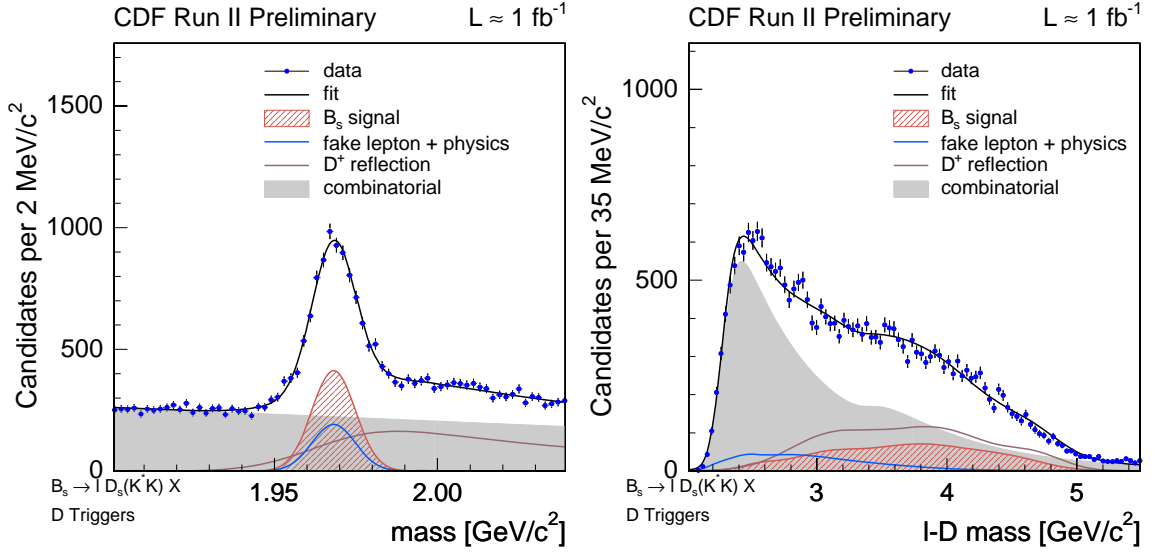 CDF Run II Preliminary L ≈ 1 fb⁻¹
Candidates per 2 MeV/c²
1500
1000
500
0
data
fit
Bₛ signal
fake lepton + physics
D⁺ reflection
combinatorial
1.95 2.00
mass [GeV/c²]
Bₛ → l Dₛ(K*K) X
D Triggers
CDF Run II Preliminary L ≈ 1 fb⁻¹
Candidates per 35 MeV/c²
1000
500
0
data
fit
Bₛ signal
fake lepton + physics
D⁺ reflection
combinatorial
3 4 5
l-D mass [GeV/c²]
Bₛ → l Dₛ(K*K) X
D Triggers